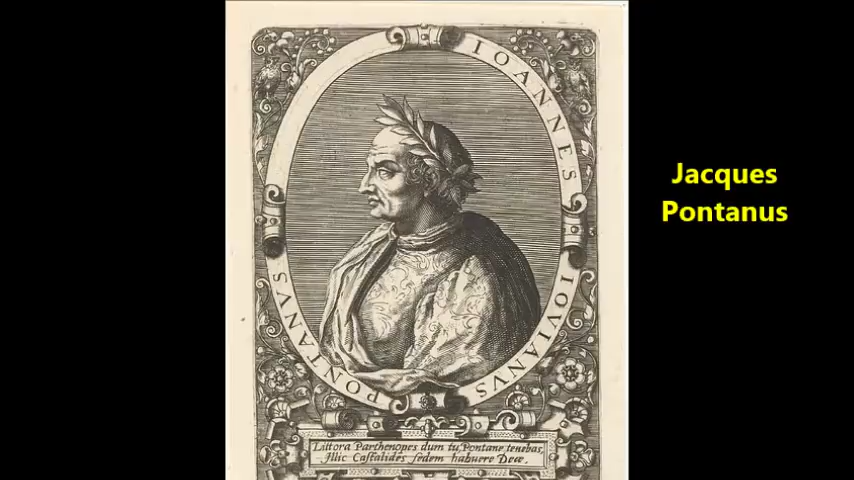 IOANNES IOVIANVS PONTANVS
Jacques
Pontanus
Littora Parthenopes dum tu, Pontane tenebas,
Illic Castalides sedem habuere Deæ.